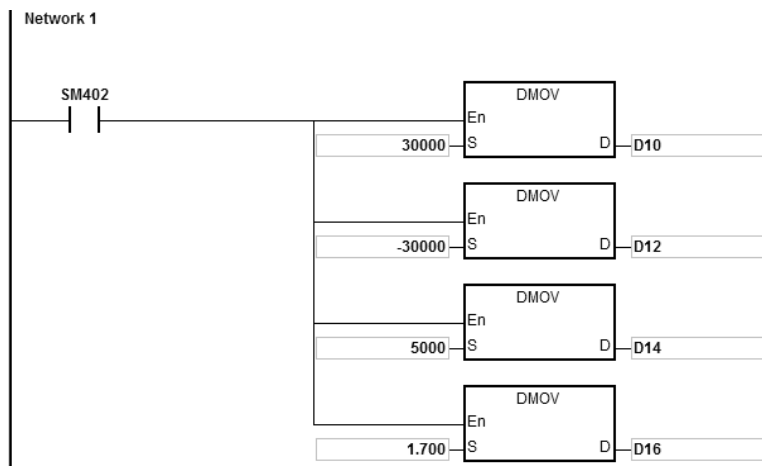 Network 1
SM402
DMOV
En
30000 S D D10
DMOV
En
-30000 S D D12
DMOV
En
5000 S D D14
DMOV
En
1.700 S D D16